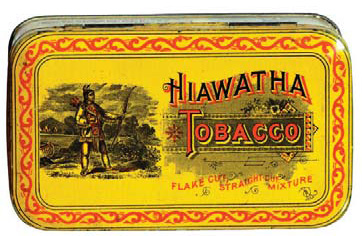 HIAWATHA
TOBACCO
FLAKE CUT, STRAIGHT CUT MIXTURE